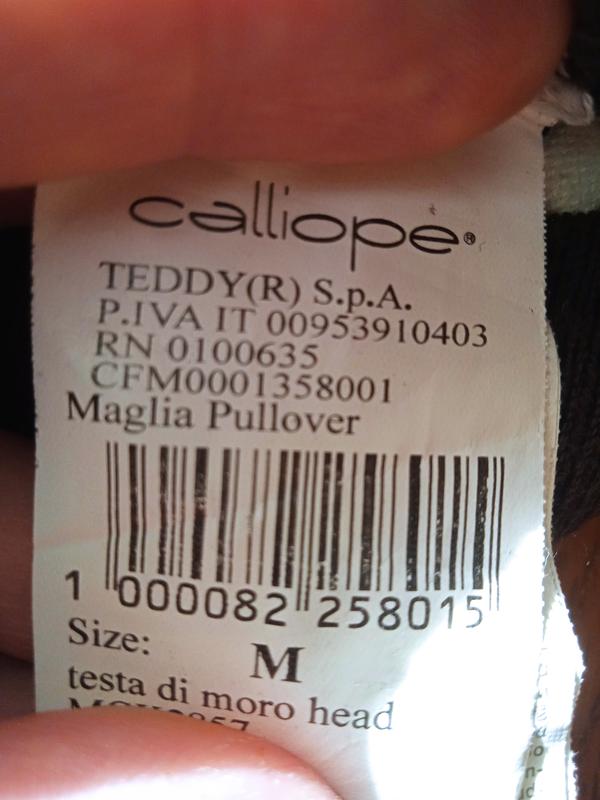 calliope®
TEDDY(R) S.p.A.
P.IVA IT 00953910403
RN 0100635
CFM0001358001
Maglia Pullover
1 000082 258015
Size: M
testa di moro head